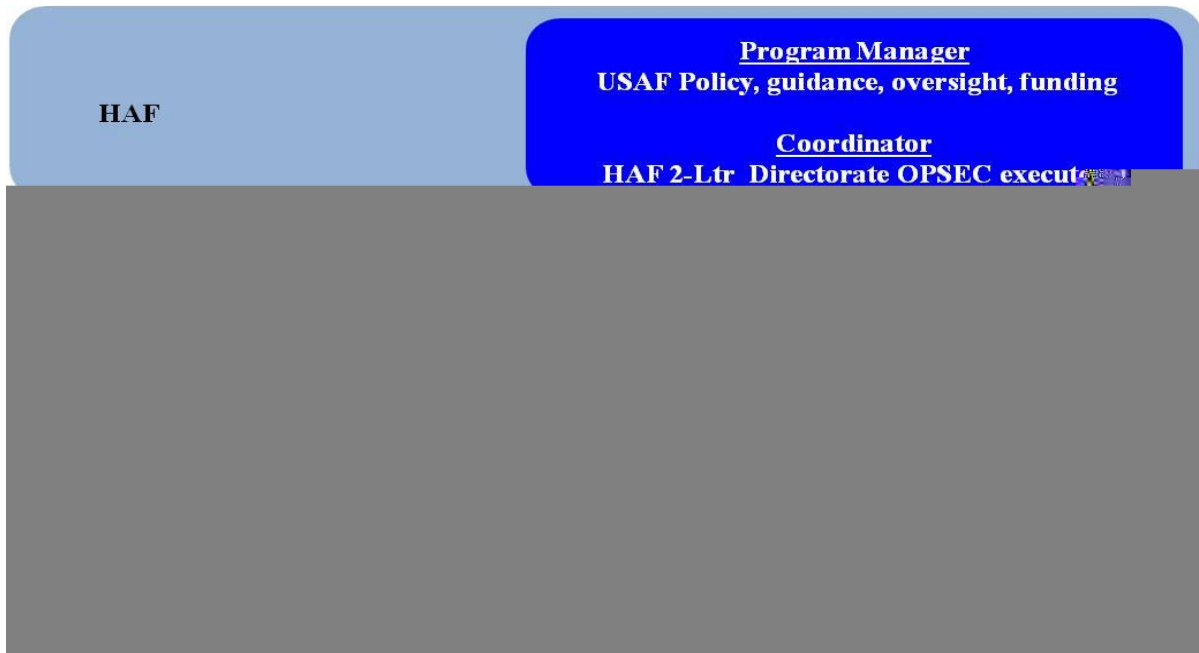 HAF
Program Manager
USAF Policy, guidance, oversight, funding
Coordinator
HAF 2-Ltr Directorate OPSEC